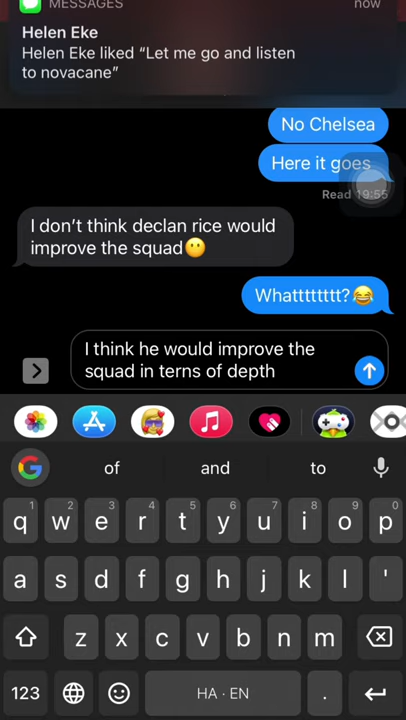 MESSAGES
now
Helen Eke
Helen Eke liked “Let me go and listen
to novacane”
No Chelsea
Here it goes
Read 19:55
I don’t think declan rice would
improve the squad😶
Whatttttttt?😂
I think he would improve the
squad in terns of depth
of and to
1 2 3 4 5 6 7 8 9 0
q w e r t y u i o p
a s d f g h j k l '
z x c v b n m
123 HA · EN .